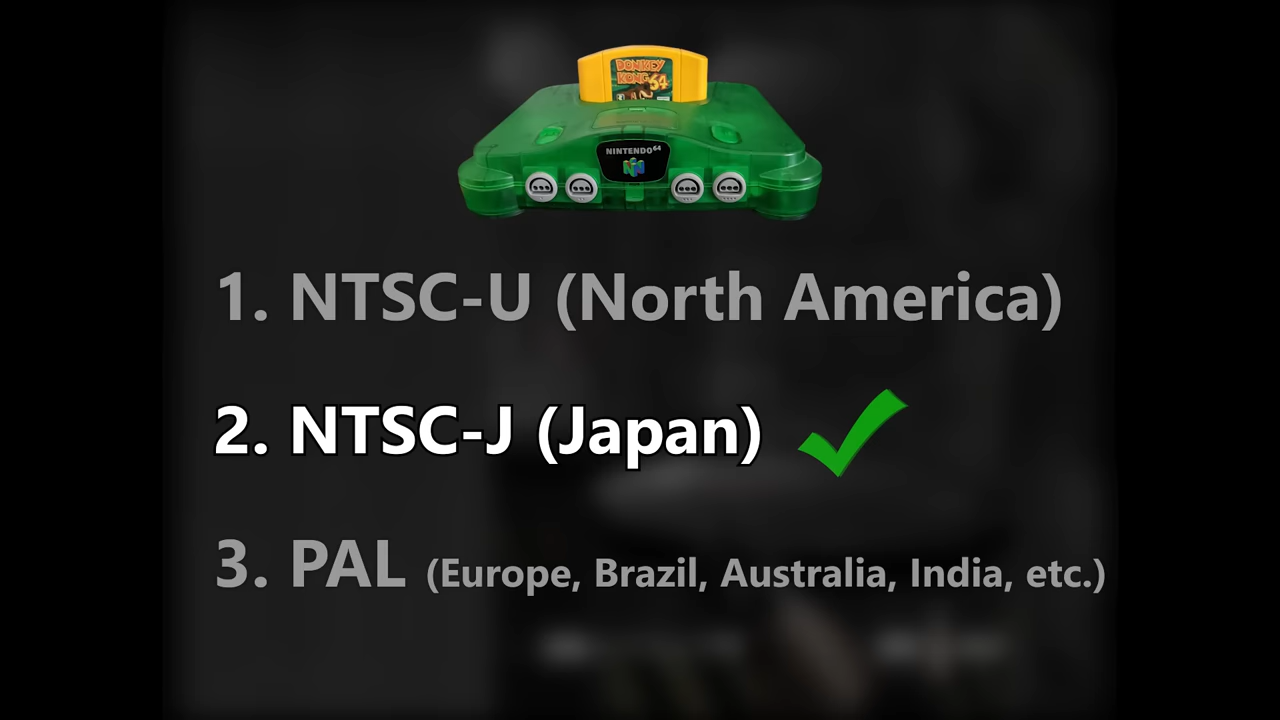 DONKEY
KONG 64
NINTENDO64
1. NTSC-U (North America)
2. NTSC-J (Japan)
3. PAL (Europe, Brazil, Australia, India, etc.)